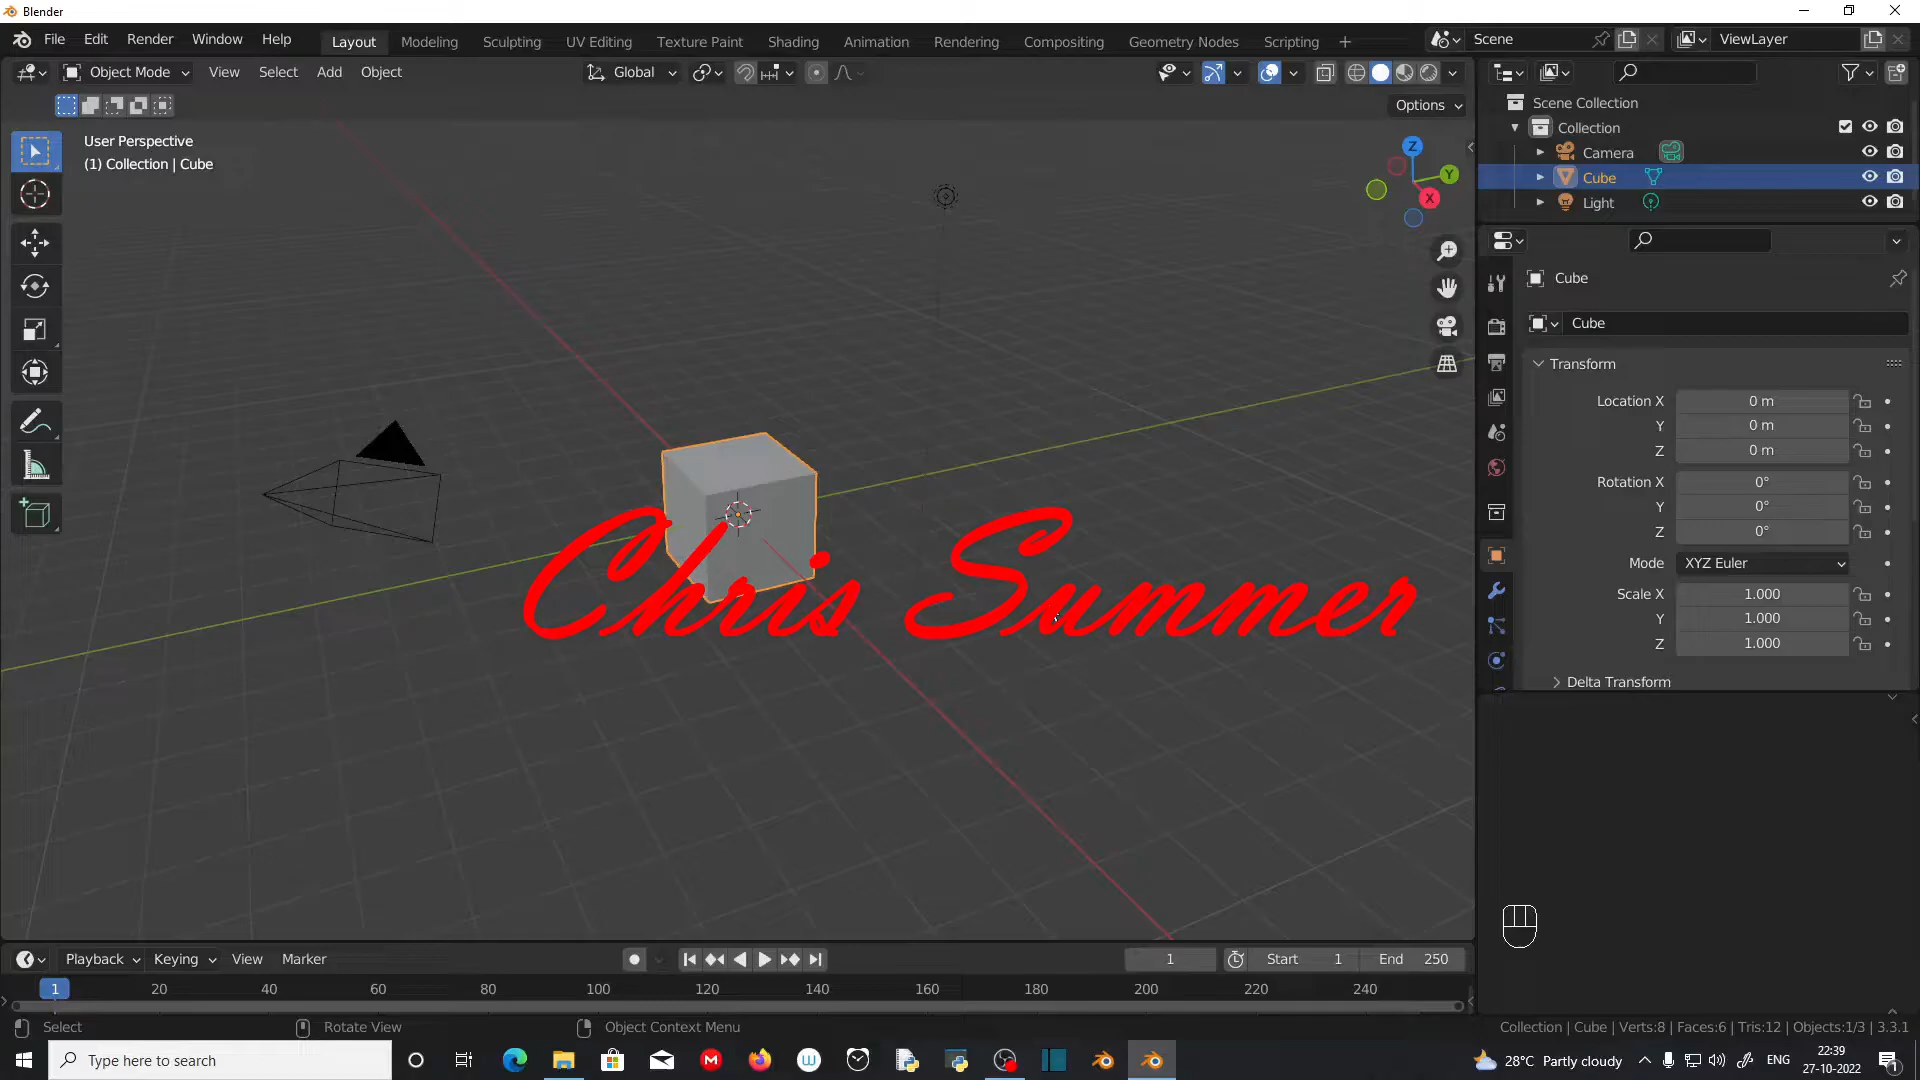 Blender
File Edit Render Window Help Layout Modeling Sculpting UV Editing Texture Paint Shading Animation Rendering Compositing Geometry Nodes Scripting + Scene ViewLayer
Object Mode View Select Add Object Global
Options
User Perspective
(1) Collection | Cube
Z
Y
X
Scene Collection
Collection
Camera
Cube
Light
Cube
Cube
Transform
Location X 0 m
Y 0 m
Z 0 m
Rotation X 0°
Y 0°
Z 0°
Mode XYZ Euler
Scale X 1.000
Y 1.000
Z 1.000
Delta Transform
Chris Summer
Playback Keying View Marker 1 Start 1 End 250
1 20 40 60 80 100 120 140 160 180 200 220 240
Select Rotate View Object Context Menu Collection | Cube | Verts:8 | Faces:6 | Tris:12 | Objects:1/3 | 3.3.1
Type here to search 28°C Partly cloudy ENG 22:39
27-10-2022 1